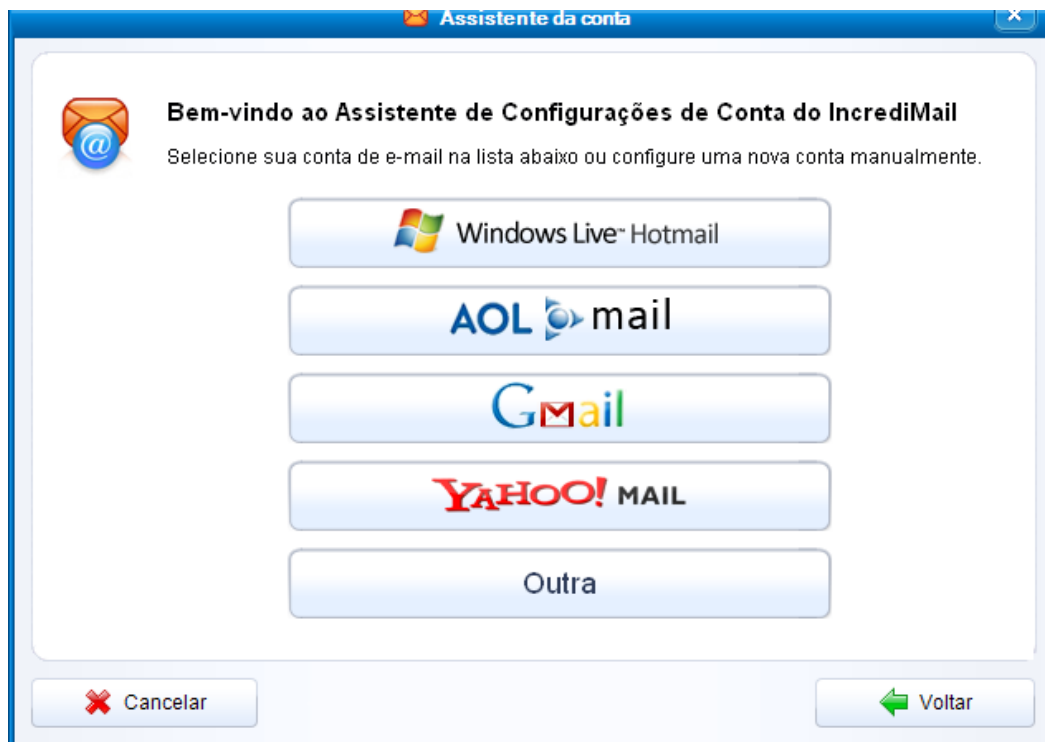 Assistente da conta
Bem-vindo ao Assistente de Configurações de Conta do IncrediMail
Selecione sua conta de e-mail na lista abaixo ou configure uma nova conta manualmente.
Windows Live™ Hotmail
AOL mail
Gmail
YAHOO! MAIL
Outra
Cancelar
Voltar